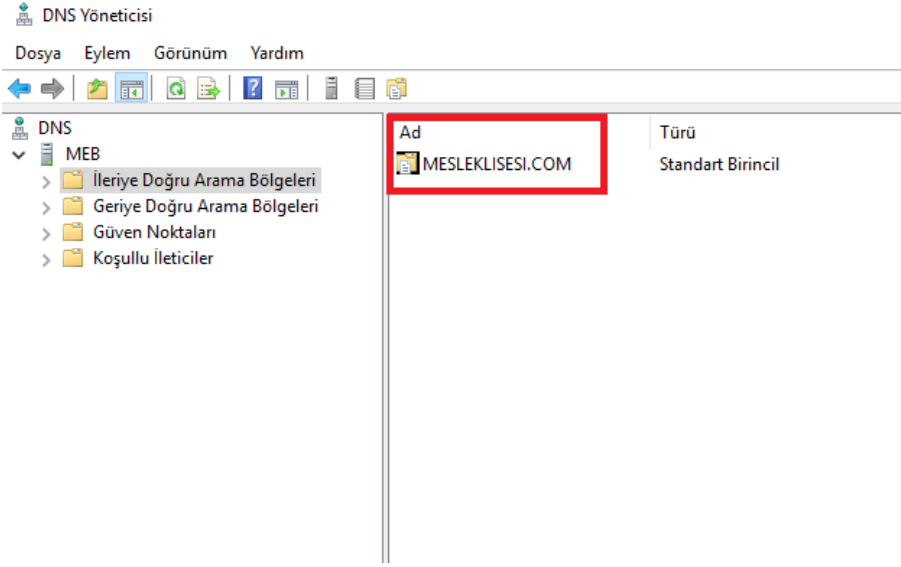 DNS Yöneticisi
Dosya Eylem Görünüm Yardım
DNS
MEB
İleriye Doğru Arama Bölgeleri
Geriye Doğru Arama Bölgeleri
Güven Noktaları
Koşullu İleticiler
Ad Türü
MESLEKLISESI.COM Standart Birincil